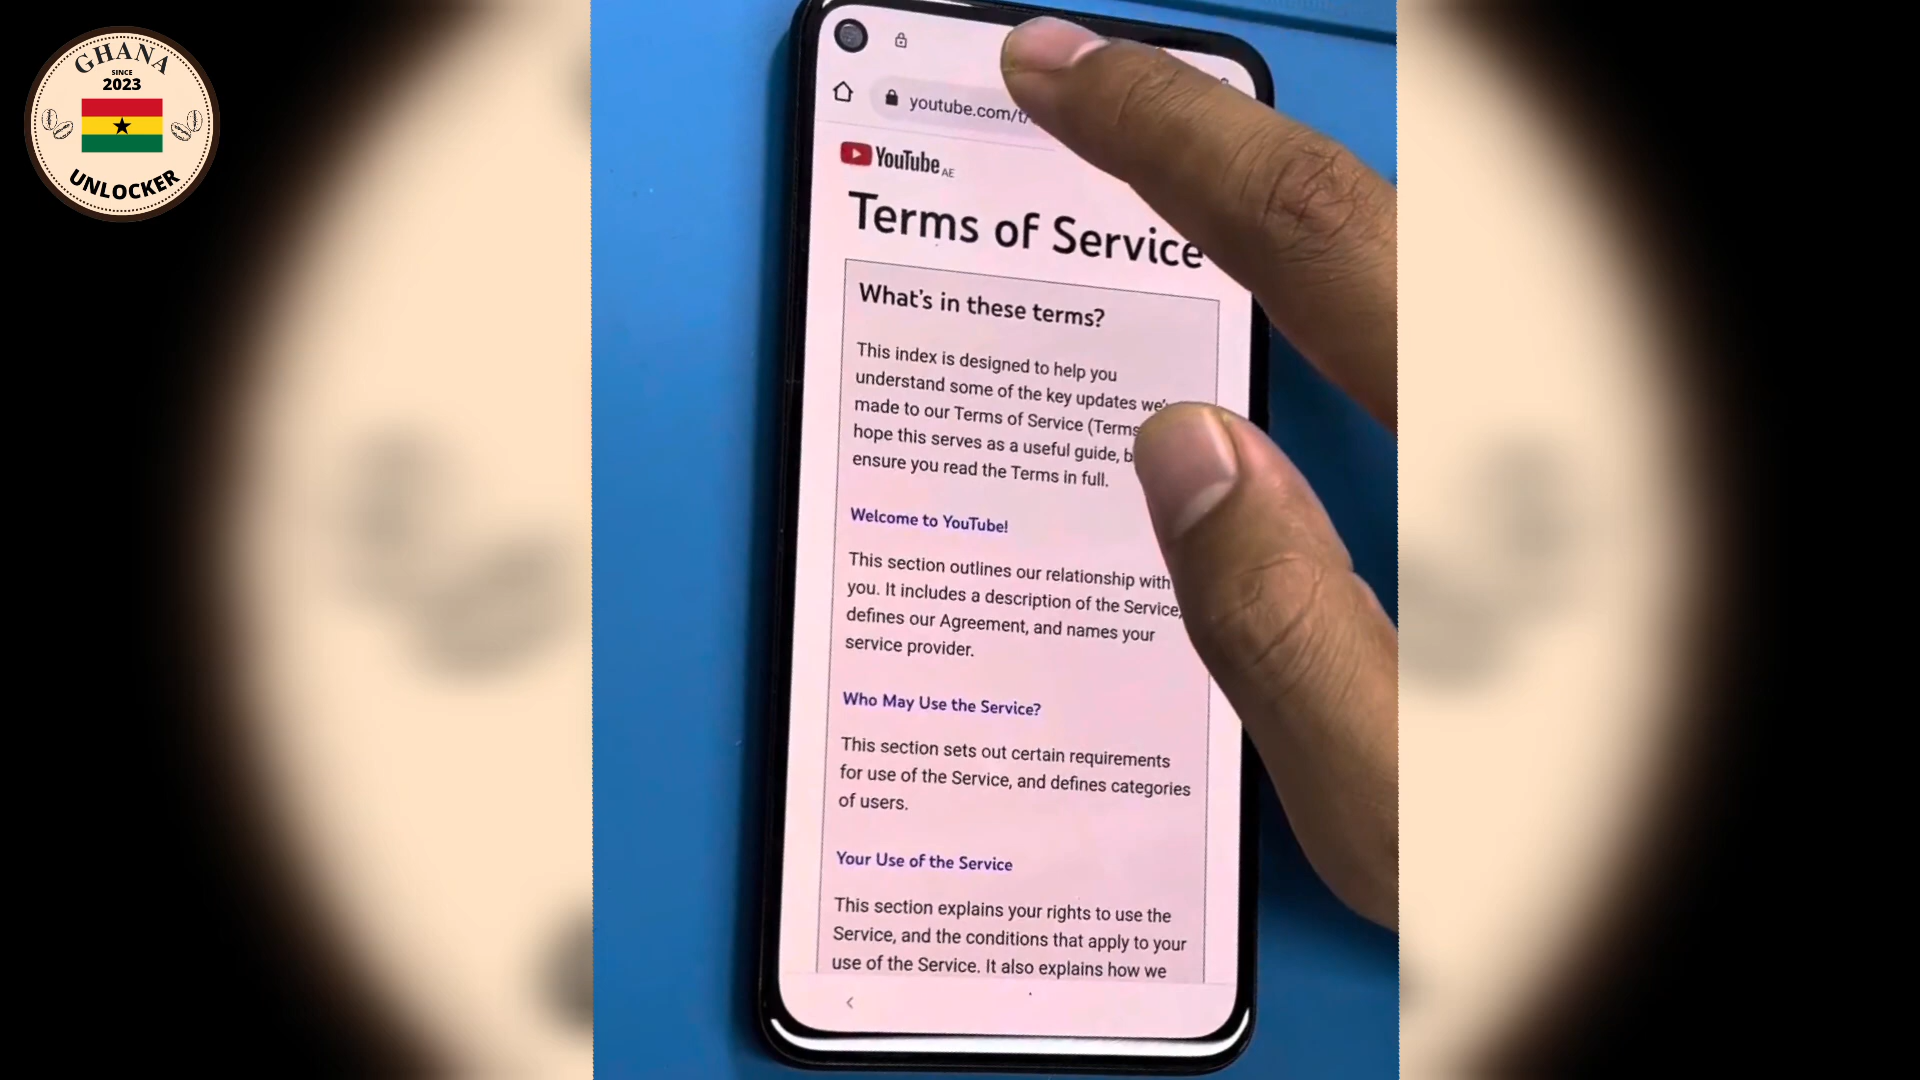 GHANA
SINCE
2023
UNLOCKER
youtube.com/t/
YouTube AE
Terms of Service
What's in these terms?
This index is designed to help you
understand some of the key updates we've
made to our Terms of Service (Terms
hope this serves as a useful guide, b
ensure you read the Terms in full.
Welcome to YouTube!
This section outlines our relationship with
you. It includes a description of the Service,
defines our Agreement, and names your
service provider.
Who May Use the Service?
This section sets out certain requirements
for use of the Service, and defines categories
of users.
Your Use of the Service
This section explains your rights to use the
Service, and the conditions that apply to your
use of the Service. It also explains how we